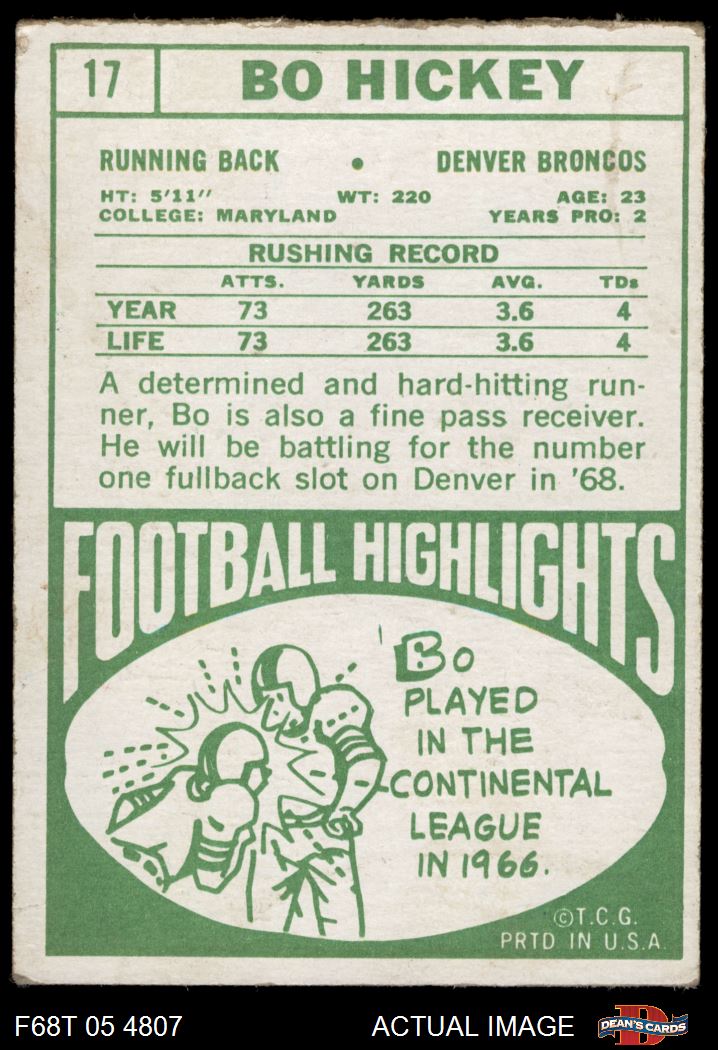 17
BO HICKEY
RUNNING BACK • DENVER BRONCOS
HT: 5'11" WT: 220 AGE: 23
COLLEGE: MARYLAND YEARS PRO: 2
RUSHING RECORD
ATTS. YARDS AVG. TDs
YEAR 73 263 3.6 4
LIFE 73 263 3.6 4
A determined and hard-hitting run-
ner, Bo is also a fine pass receiver.
He will be battling for the number
one fullback slot on Denver in '68.
FOOTBALL HIGHLIGHTS
BO
PLAYED
IN THE
CONTINENTAL
LEAGUE
IN 1966.
©T.C.G.
PRTD IN U.S.A.
F68T 05 4807 ACTUAL IMAGE DEAN'S CARDS